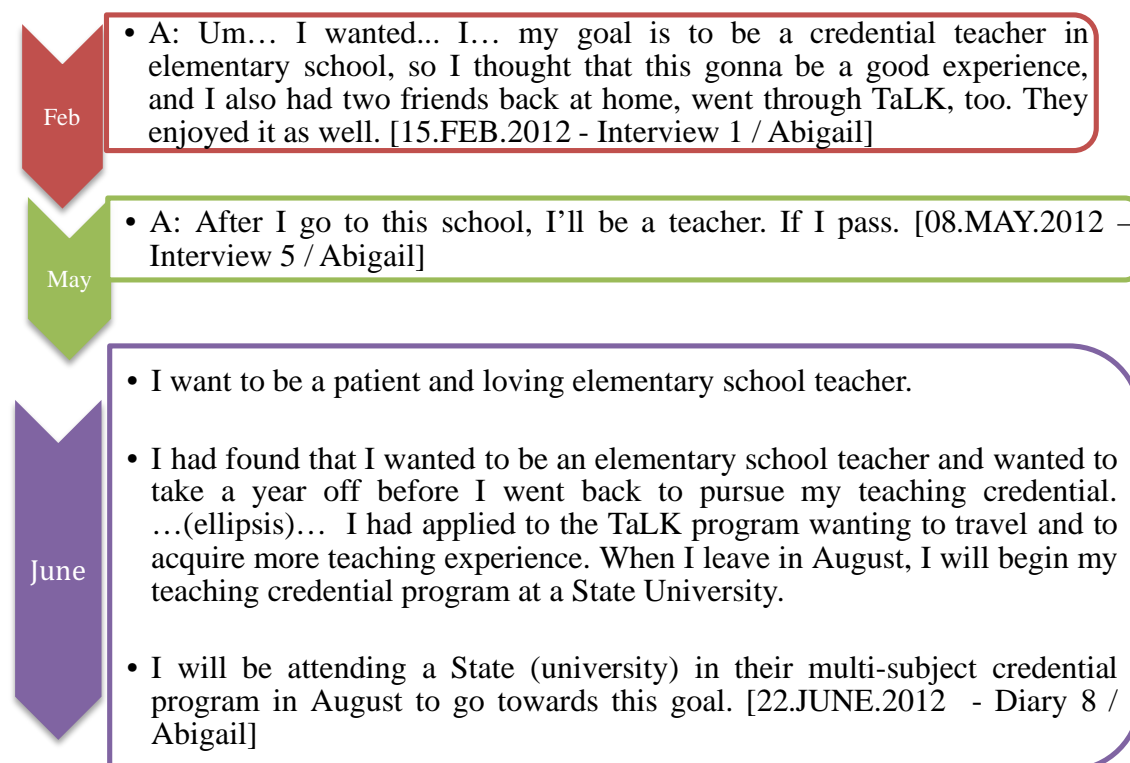 Feb
• A: Um… I wanted... I… my goal is to be a credential teacher in
elementary school, so I thought that this gonna be a good experience,
and I also had two friends back at home, went through TaLK, too. They
enjoyed it as well. [15.FEB.2012 - Interview 1 / Abigail]
May
• A: After I go to this school, I’ll be a teacher. If I pass. [08.MAY.2012 –
Interview 5 / Abigail]
June
• I want to be a patient and loving elementary school teacher.
• I had found that I wanted to be an elementary school teacher and wanted to
take a year off before I went back to pursue my teaching credential.
…(ellipsis)… I had applied to the TaLK program wanting to travel and to
acquire more teaching experience. When I leave in August, I will begin my
teaching credential program at a State University.
• I will be attending a State (university) in their multi-subject credential
program in August to go towards this goal. [22.JUNE.2012 - Diary 8 /
Abigail]